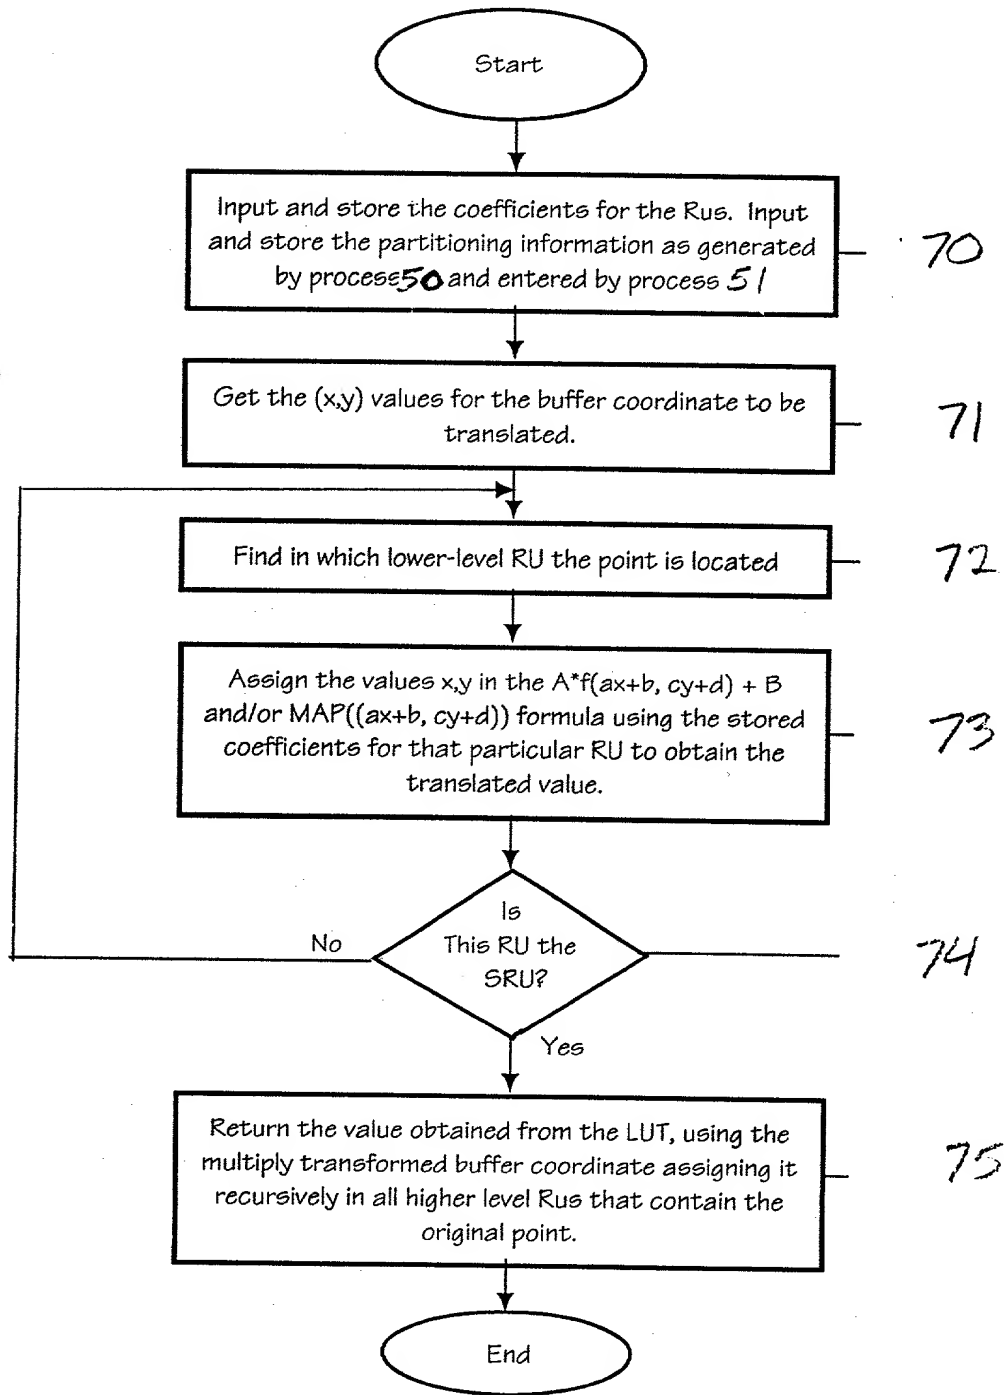 Start
Input and store the coefficients for the Rus. Input
and store the partitioning information as generated
by process 50 and entered by process 51
70
Get the (x,y) values for the buffer coordinate to be
translated.
71
Find in which lower-level RU the point is located
72
Assign the values x,y in the A*f(ax+b, cy+d) + B
and/or MAP((ax+b, cy+d)) formula using the stored
coefficients for that particular RU to obtain the
translated value.
73
Is
This RU the
SRU?
No
74
Yes
Return the value obtained from the LUT, using the
multiply transformed buffer coordinate assigning it
recursively in all higher level Rus that contain the
original point.
75
End